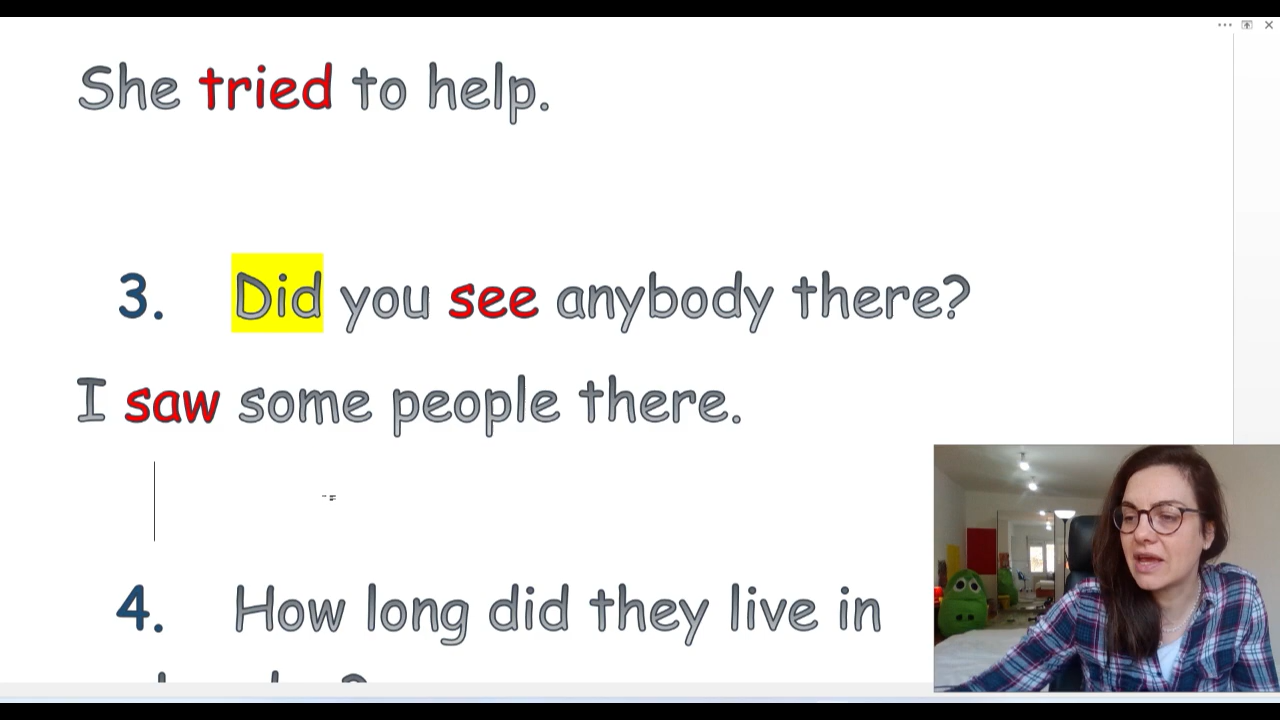 She tried to help.
3. Did you see anybody there?
I saw some people there.
4. How long did they live in